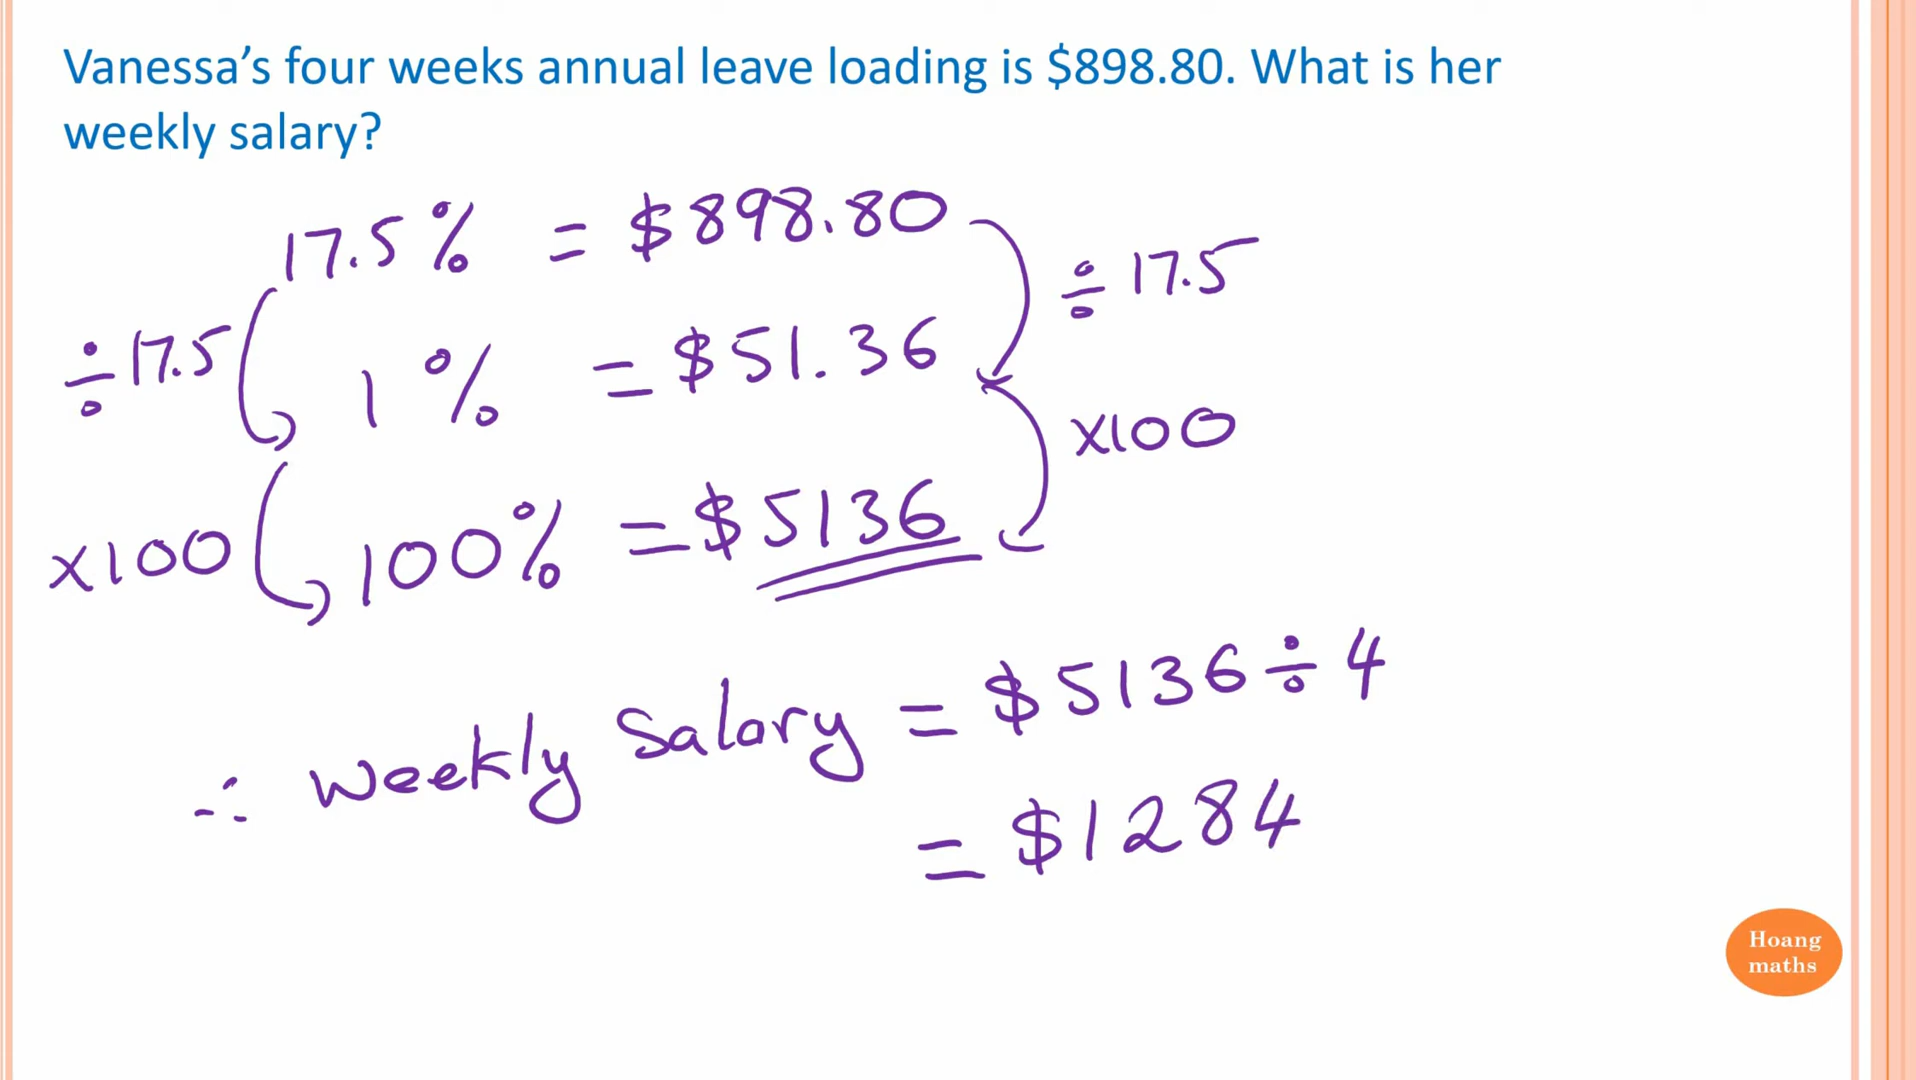 Vanessa's four weeks annual leave loading is $898.80. What is her
weekly salary?
17.5% = $898.80
÷17.5
÷17.5
1% = $51.36
x100
x100
100% = $5136
∴ Weekly Salary = $5136÷4
= $1284
Hoang
maths